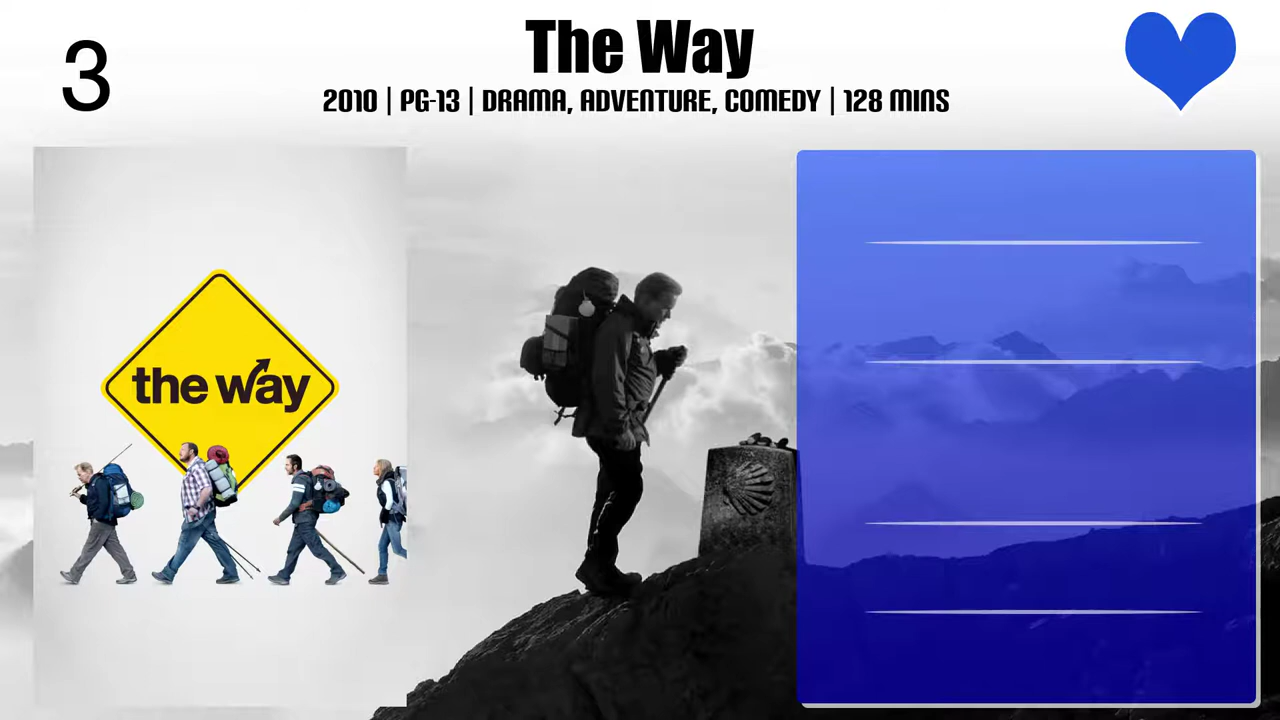 3
The Way
2010 | PG-13 | DRAMA, ADVENTURE, COMEDY | 128 MINS
the way